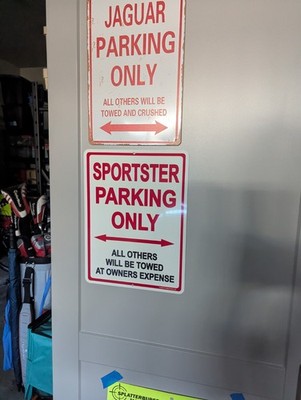 JAGUAR
PARKING
ONLY
ALL OTHERS WILL BE
TOWED AND CRUSHED
SPORTSTER
PARKING
ONLY
ALL OTHERS
WILL BE TOWED
AT OWNERS EXPENSE